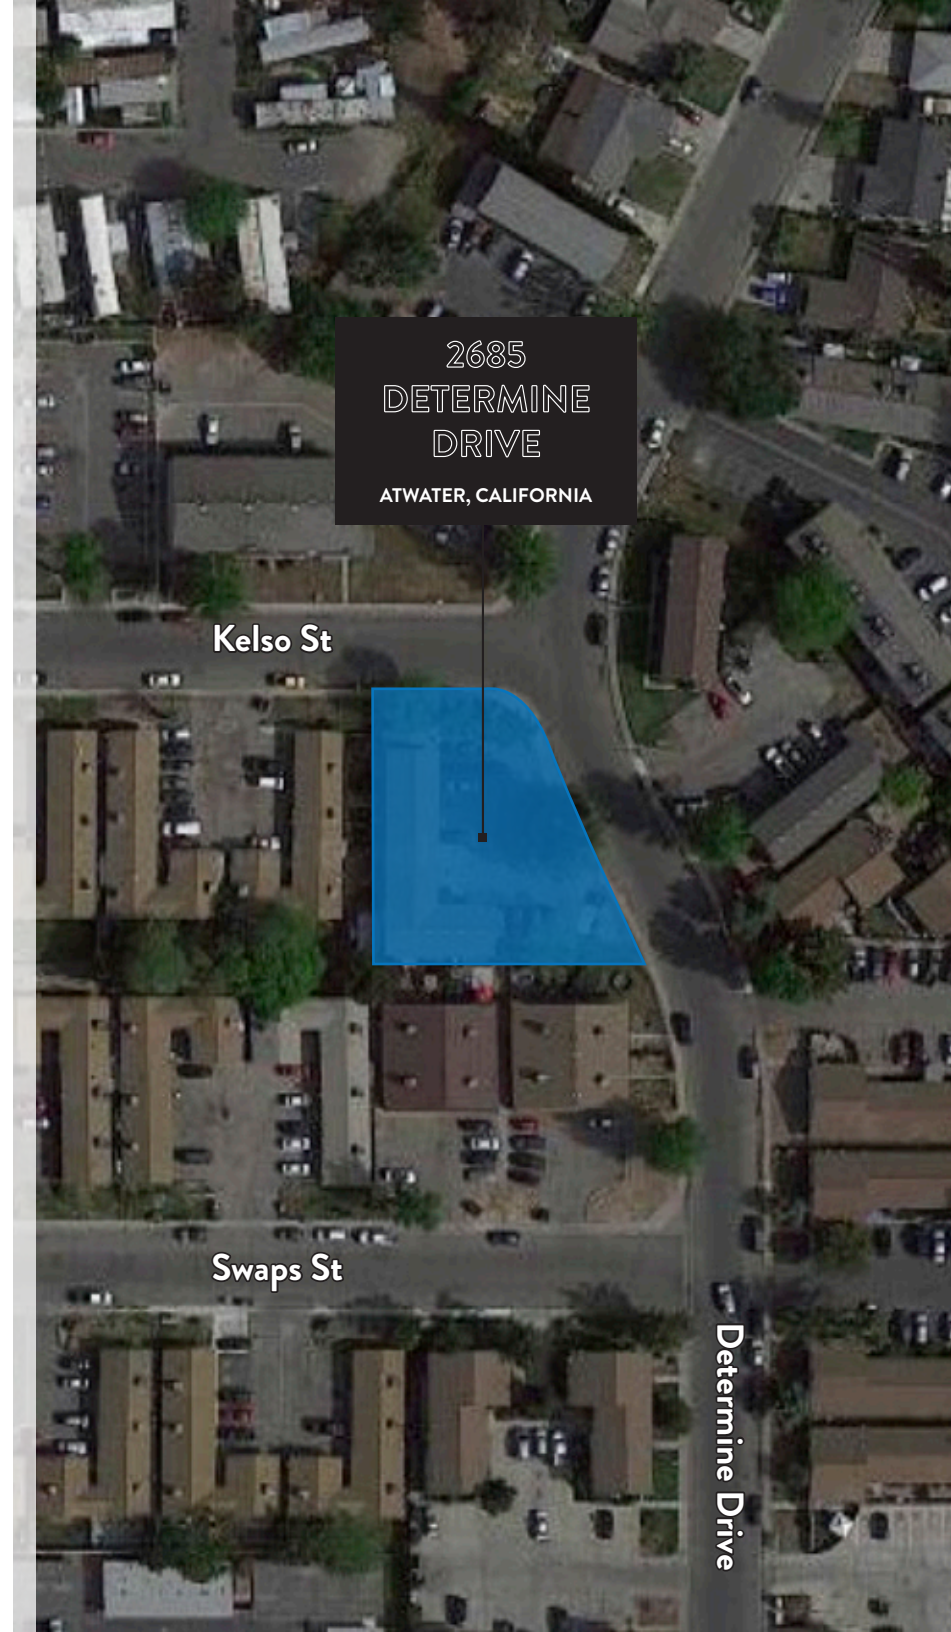 2685
DETERMINE
DRIVE
ATWATER, CALIFORNIA
Kelso St
Swaps St
Determine Drive